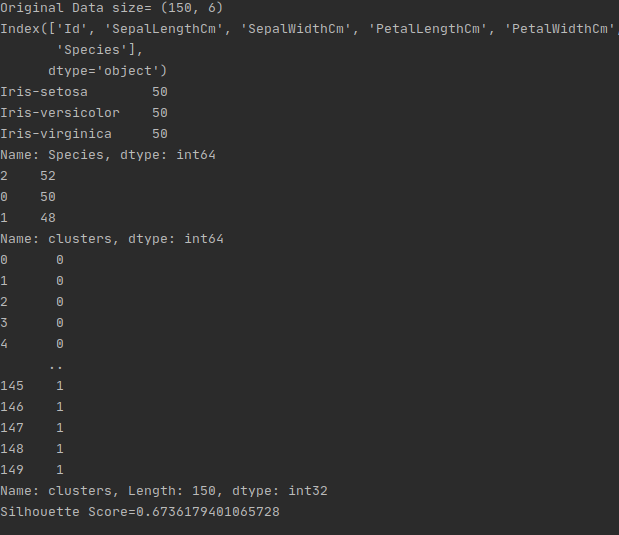 Original Data size= (150, 6)
Index(['Id', 'SepalLengthCm', 'SepalWidthCm', 'PetalLengthCm', 'PetalWidthCm',
       'Species'],
      dtype='object')
Iris-setosa        50
Iris-versicolor    50
Iris-virginica     50
Name: Species, dtype: int64
2    52
0    50
1    48
Name: clusters, dtype: int64
0      0
1      0
2      0
3      0
4      0
      ..
145    1
146    1
147    1
148    1
149    1
Name: clusters, Length: 150, dtype: int32
Silhouette Score=0.6736179401065728